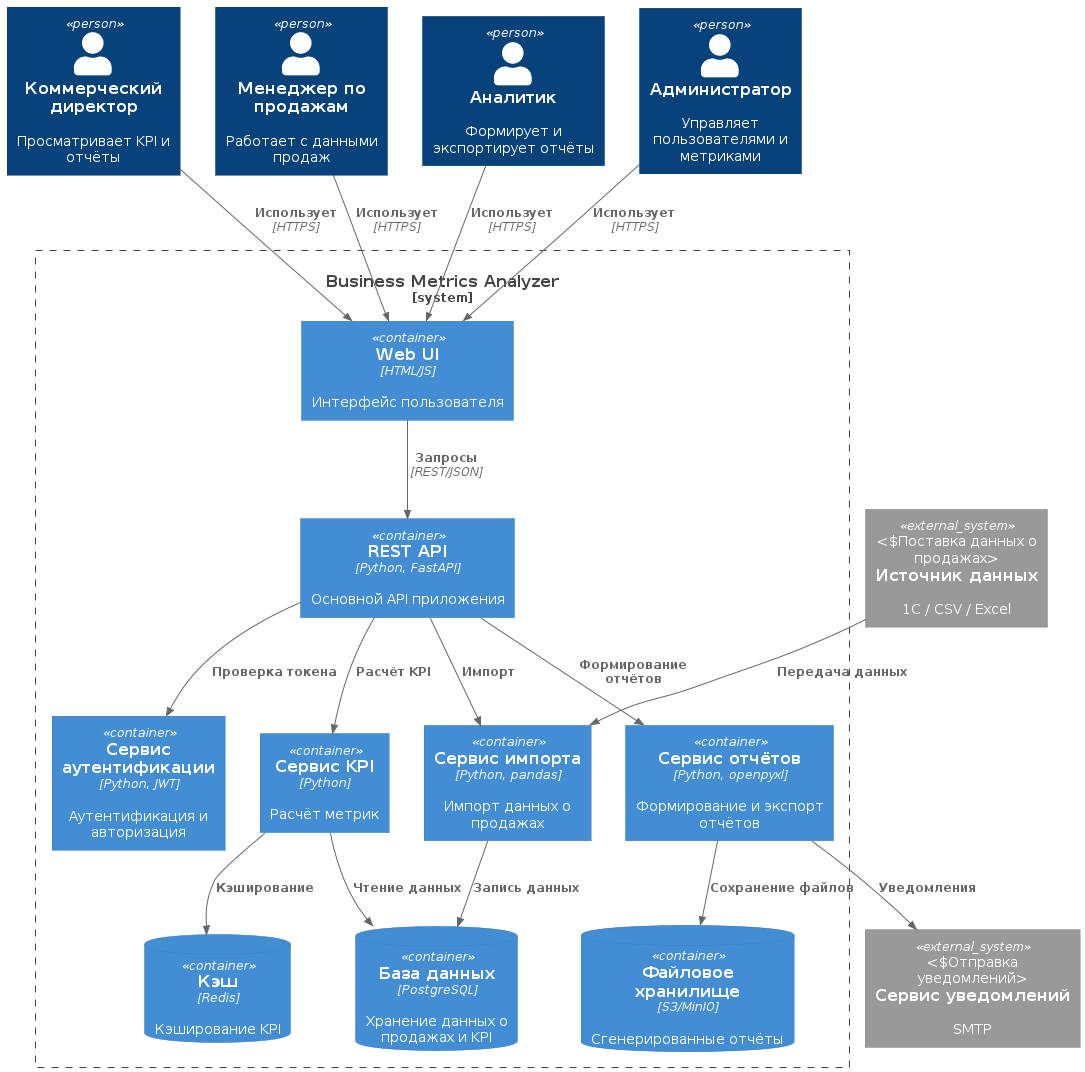 «person»
Коммерческий
директор
Просматривает KPI и
отчёты
«person»
Менеджер по
продажам
Работает с данными
продаж
«person»
Аналитик
Формирует и
экспортирует отчёты
«person»
Администратор
Управляет
пользователями и
метриками
Использует
[HTTPS]
Использует
[HTTPS]
Использует
[HTTPS]
Использует
[HTTPS]
Business Metrics Analyzer
[system]
«container»
Web UI
[HTML/JS]
Интерфейс пользователя
Запросы
[REST/JSON]
«container»
REST API
[Python, FastAPI]
Основной API приложения
«external_system»
<$Поставка данных о
продажах>
Источник данных
1C / CSV / Excel
Проверка токена
Расчёт KPI
Импорт
Формирование
отчётов
Передача данных
«container»
Сервис
аутентификации
[Python, JWT]
Аутентификация и
авторизация
«container»
Сервис KPI
[Python]
Расчёт метрик
«container»
Сервис импорта
[Python, pandas]
Импорт данных о
продажах
«container»
Сервис отчётов
[Python, openpyxl]
Формирование и экспорт
отчётов
Кэширование
Чтение данных
Запись данных
Сохранение файлов
Уведомления
«container»
Кэш
[Redis]
Кэширование KPI
«container»
База данных
[PostgreSQL]
Хранение данных о
продажах и KPI
«container»
Файловое
хранилище
[S3/MinIO]
Сгенерированные отчёты
«external_system»
<$Отправка
уведомлений>
Сервис уведомлений
SMTP